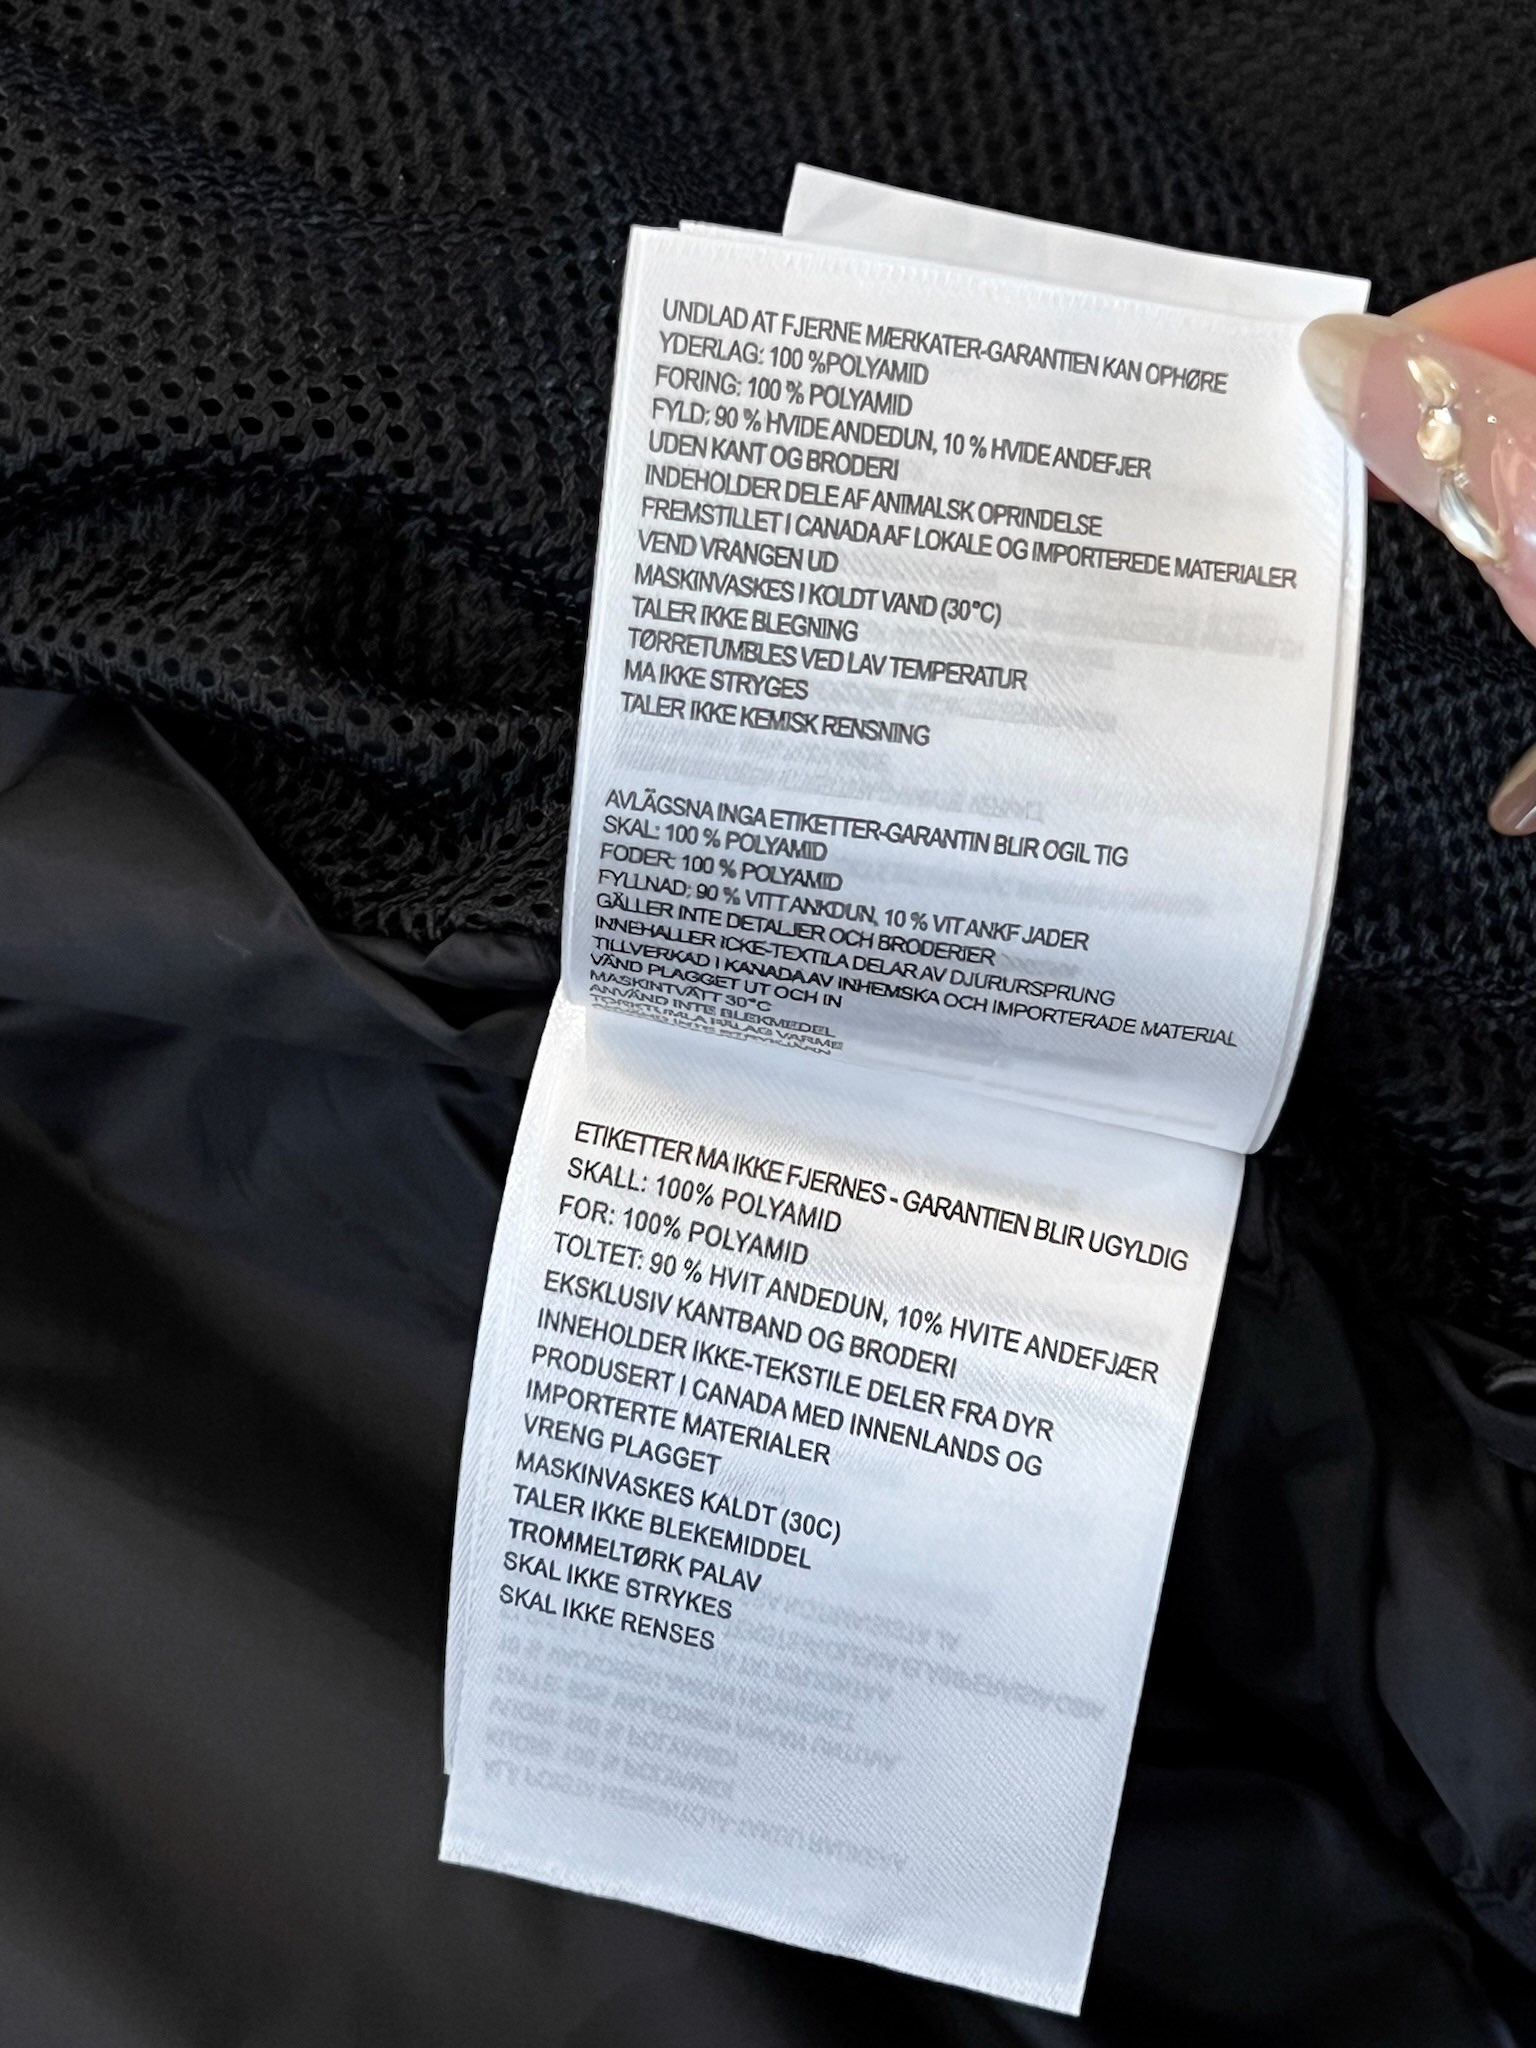 UNDLAD AT FJERNE MÆRKATER-GARANTIEN KAN OPHØRE
YDERLAG: 100 %POLYAMID
FORING: 100 % POLYAMID
FYLD: 90 % HVIDE ANDEDUN, 10 % HVIDE ANDEFJER
UDEN KANT OG BRODERI
INDEHOLDER DELE AF ANIMALSK OPRINDELSE
FREMSTILLET I CANADA AF LOKALE OG IMPORTEREDE MATERIALER
VEND VRANGEN UD
MASKINVASKES I KOLDT VAND (30°C)
TALER IKKE BLEGNING
TØRRETUMBLES VED LAV TEMPERATUR
MA IKKE STRYGES
TALER IKKE KEMISK RENSNING
AVLÄGSNA INGA ETIKETTER-GARANTIN BLIR OGIL TIG
SKAL: 100 % POLYAMID
FODER: 100 % POLYAMID
FYLLNAD: 90 % VITT ANKDUN, 10 % VIT ANKF JADER
GÄLLER INTE DETALJER OCH BRODERIER
INNEHALLER ICKE-TEXTILA DELAR AV DJURURSPRUNG
TILLVERKAD I KANADA AV INHEMSKA OCH IMPORTERADE MATERIAL
VÄND PLAGGET UT OCH IN
MASKINTVÄTT 30°C
ANVÄND INTE BLEKMEDEL
TORKTUMLA PALAG VARME
ETIKETTER MA IKKE FJERNES - GARANTIEN BLIR UGYLDIG
SKALL: 100% POLYAMID
FOR: 100% POLYAMID
TOLTET: 90 % HVIT ANDEDUN, 10% HVITE ANDEFJÆR
EKSKLUSIV KANTBAND OG BRODERI
INNEHOLDER IKKE-TEKSTILE DELER FRA DYR
PRODUSERT I CANADA MED INNENLANDS OG
IMPORTERTE MATERIALER
VRENG PLAGGET
MASKINVASKES KALDT (30C)
TALER IKKE BLEKEMIDDEL
TROMMELTØRK PALAV
SKAL IKKE STRYKES
SKAL IKKE RENSES